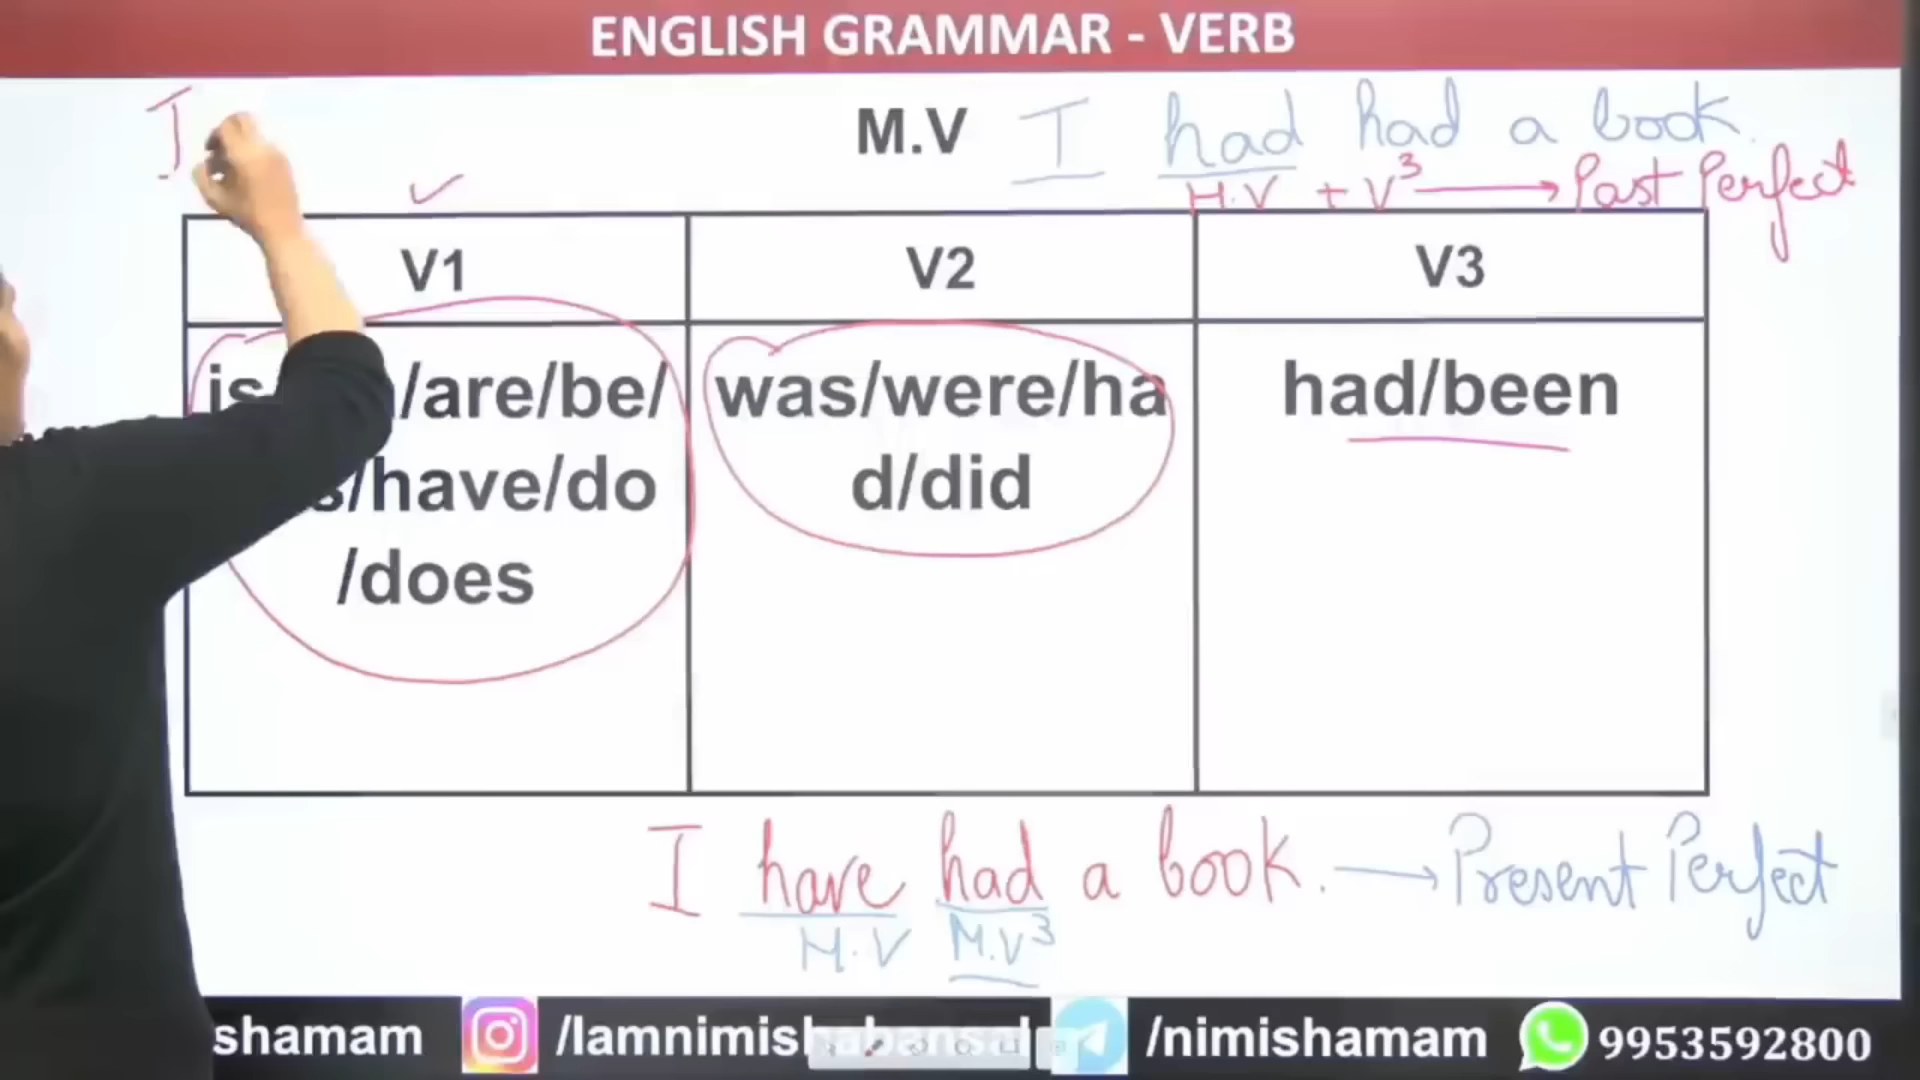 ENGLISH GRAMMAR - VERB
I
M.V
I had had a book.
M.V + V3 → Past Perfect
V1
V2
V3
/are/be/
/have/do
/does
was/were/ha
d/did
had/been
I have had a book. → Present Perfect
M.V M.V3
shamam
/Iamnimishabansal
/nimishamam
9953592800